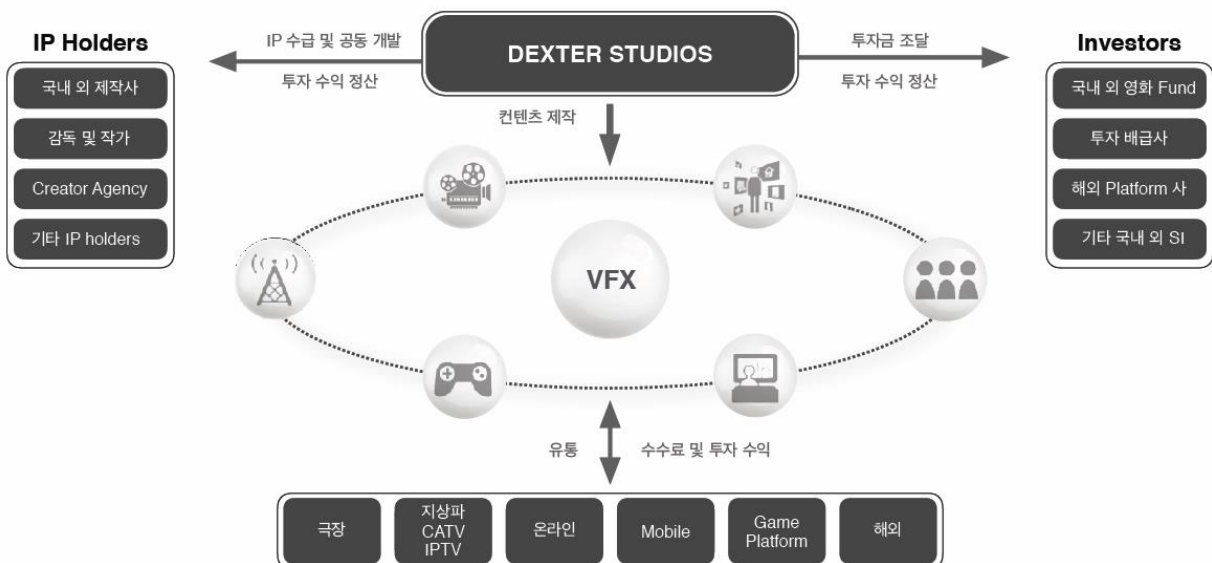 DEXTER STUDIOS
IP Holders
국내 외 제작사
감독 및 작가
Creator Agency
기타 IP holders
IP 수급 및 공동 개발
투자 수익 정산
투자금 조달
투자 수익 정산
Investors
국내 외 영화 Fund
투자 배급사
해외 Platform 사
기타 국내 외 SI
컨텐츠 제작
VFX
유통
수수료 및 투자 수익
극장
지상파
CATV
IPTV
온라인
Mobile
Game
Platform
해외